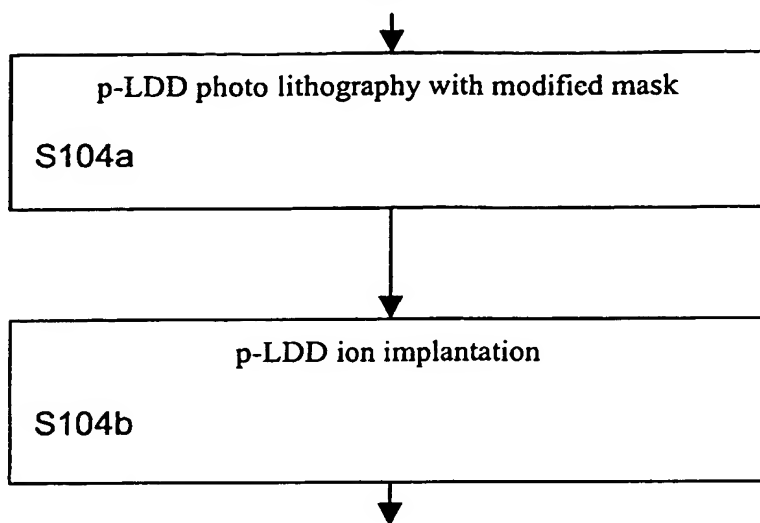 p-LDD photo lithography with modified mask
S104a
p-LDD ion implantation
S104b